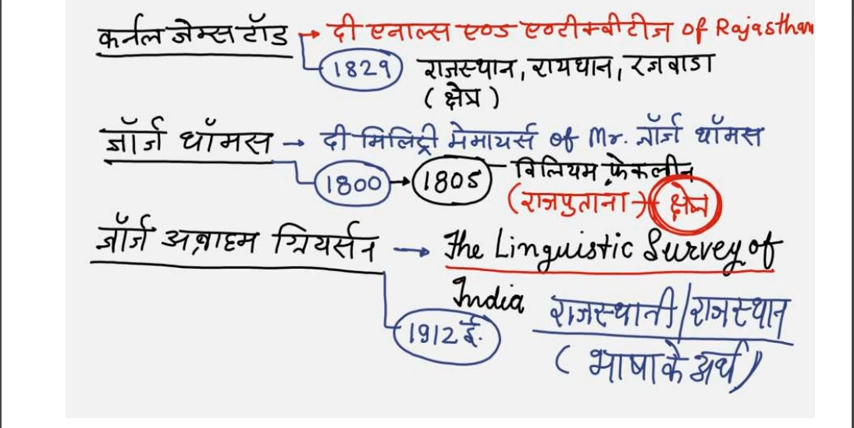 कर्नल जेम्स टॉड → दी एनाल्स एण्ड एण्टीक्वीटीज of Rajasthan
1829 राजस्थान, रायथान, रजवाडा
(क्षेत्र)
जॉर्ज थॉमस → दी मिलिट्री मेमायर्स of Mr. जॉर्ज थॉमस
1800 → 1805 – विलियम फ्रेंकलीन
(राजपुताना → क्षेत्र
जॉर्ज अब्राहम ग्रियर्सन → The Linguistic Survey of
India राजस्थानी/राजस्थान
1912 ई.
(भाषा के अर्थ)